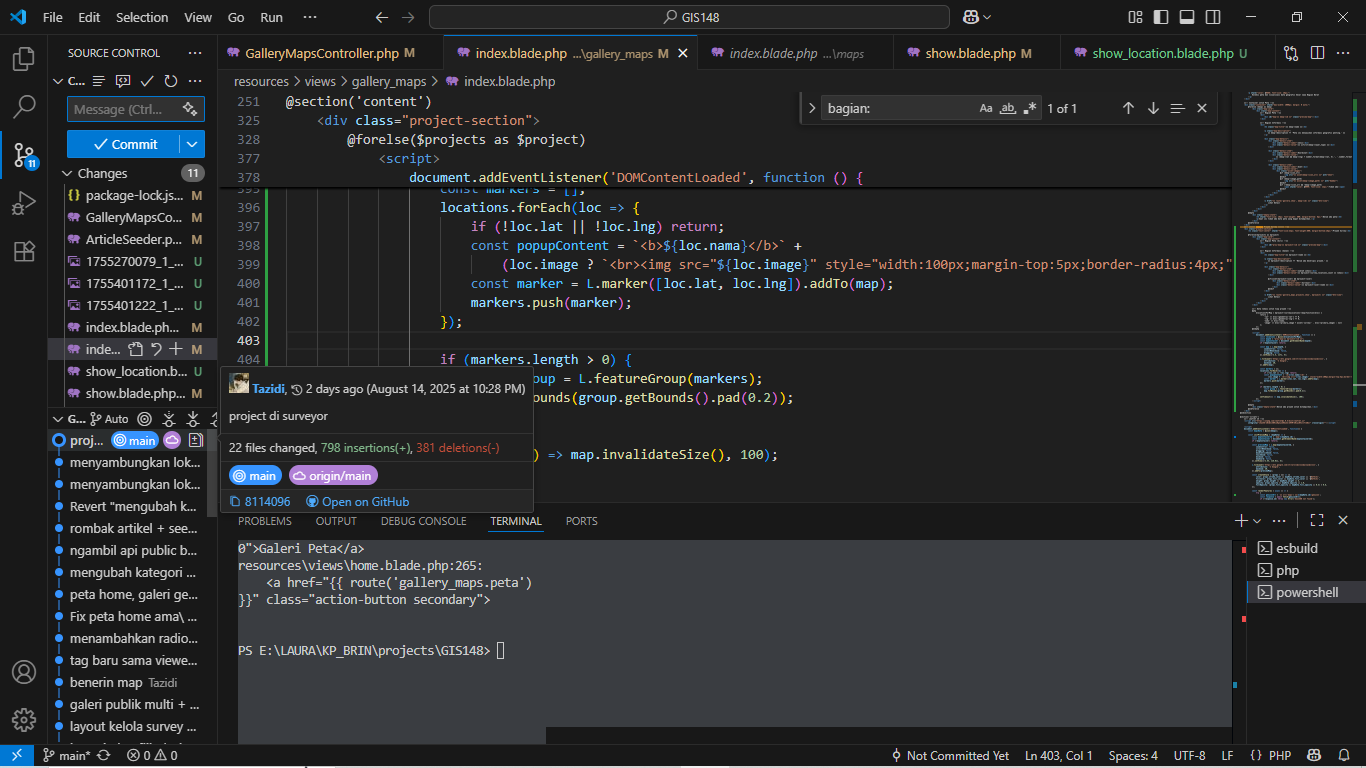 File Edit Selection View Go Run ··· GIS148
SOURCE CONTROL ···
GalleryMapsController.php M
index.blade.php ...\gallery_maps M
index.blade.php ...\maps
show.blade.php M
show_location.blade.php U
resources > views > gallery_maps > index.blade.php
C...
Message (Ctrl...
Commit
Changes 11
package-lock.js... M
GalleryMapsCo... M
ArticleSeeder.p... M
1755270079_1_... U
1755401172_1_... U
1755401222_1_... U
index.blade.ph... M
inde... M
show_location.b... U
show.blade.php... M
G... Auto
proj... main
menyambungkan lok...
menyambungkan lok...
Revert "mengubah k...
rombak artikel + see...
ngambil api public b...
mengubah kategori ...
peta home, galeri ge...
Fix peta home ama\ ...
menambahkan radio...
tag baru sama viewe...
benerin map Tazidi
galeri publik multi + ...
layout kelola survey ...
bagian: Aa ab .* 1 of 1
251 @section('content')
325 <div class="project-section">
328 @forelse($projects as $project)
377 <script>
378 document.addEventListener('DOMContentLoaded', function () {
395 const markers = [];
396 locations.forEach(loc => {
397 if (!loc.lat || !loc.lng) return;
398 const popupContent = `<b>${loc.nama}</b>` +
399 (loc.image ? `<br><img src="${loc.image}" style="width:100px;margin-top:5px;border-radius:4px;"
400 const marker = L.marker([loc.lat, loc.lng]).addTo(map);
401 markers.push(marker);
402 });
403
404 if (markers.length > 0) {
oup = L.featureGroup(markers);
ounds(group.getBounds().pad(0.2));
) => map.invalidateSize(), 100);
Tazidi, 2 days ago (August 14, 2025 at 10:28 PM)
project di surveyor
22 files changed, 798 insertions(+), 381 deletions(-)
main origin/main
8114096 Open on GitHub
PROBLEMS OUTPUT DEBUG CONSOLE TERMINAL PORTS
0">Galeri Peta</a>
resources\views\home.blade.php:265:
<a href="{{ route('gallery_maps.peta')
}}" class="action-button secondary">
PS E:\LAURA\KP_BRIN\projects\GIS148>
esbuild
php
powershell
main* 0 0 Not Committed Yet Ln 403, Col 1 Spaces: 4 UTF-8 LF {} PHP